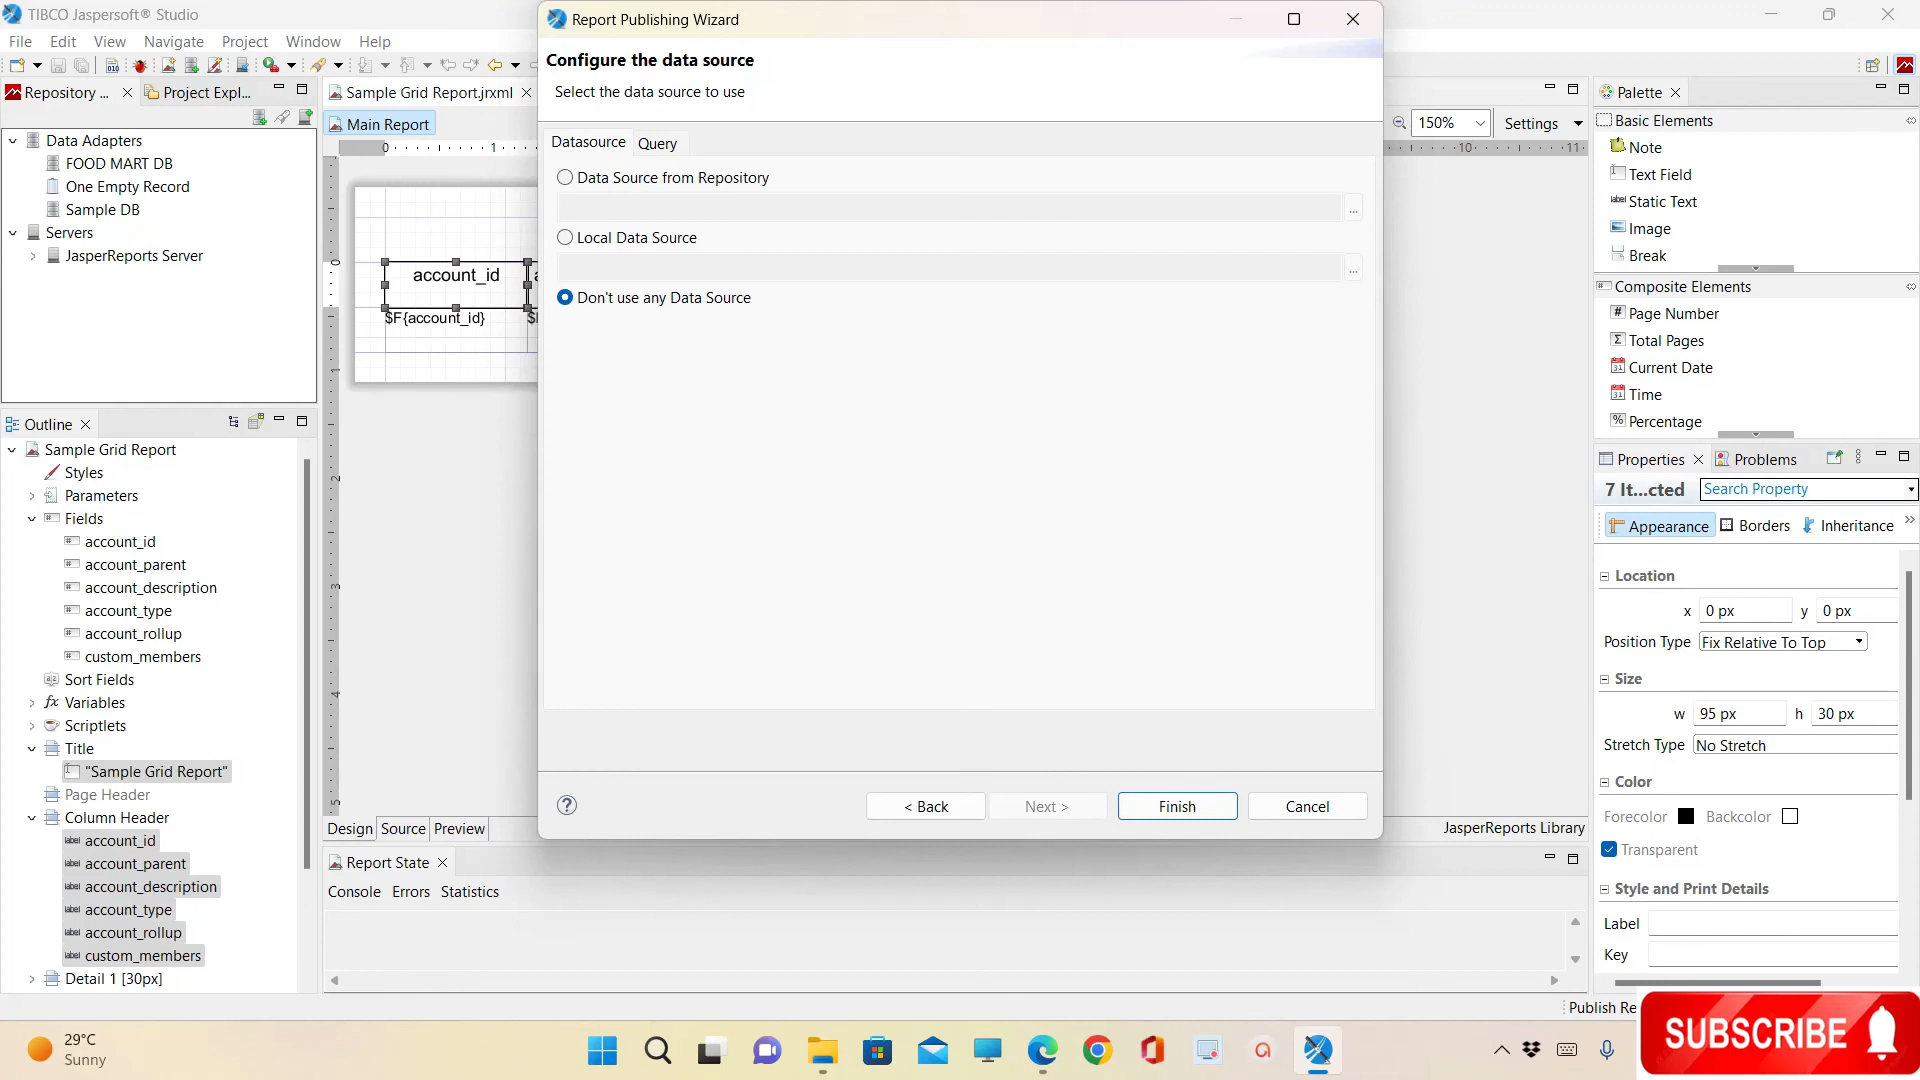 TIBCO Jaspersoft® Studio
File Edit View Navigate Project Window Help
Repository ... Project Expl...
Data Adapters
FOOD MART DB
One Empty Record
Sample DB
Servers
JasperReports Server
Outline
Sample Grid Report
Styles
Parameters
Fields
account_id
account_parent
account_description
account_type
account_rollup
custom_members
Sort Fields
Variables
Scriptlets
Title
"Sample Grid Report"
Page Header
Column Header
account_id
account_parent
account_description
account_type
account_rollup
custom_members
Detail 1 [30px]
Sample Grid Report.jrxml
Main Report
0 1
account_id
$F{account_id}
Design Source Preview
JasperReports Library
Report State
Console Errors Statistics
Report Publishing Wizard
Configure the data source
Select the data source to use
Datasource Query
Data Source from Repository
...
Local Data Source
...
Don't use any Data Source
< Back Next > Finish Cancel
150% Settings
10 11
Palette
Basic Elements
Note
Text Field
Static Text
Image
Break
Composite Elements
Page Number
Total Pages
Current Date
Time
Percentage
Properties Problems
7 It...cted Search Property
Appearance Borders Inheritance
Location
x 0 px y 0 px
Position Type Fix Relative To Top
Size
w 95 px h 30 px
Stretch Type No Stretch
Color
Forecolor Backcolor
Transparent
Style and Print Details
Label
Key
Publish Re
SUBSCRIBE
29°C
Sunny